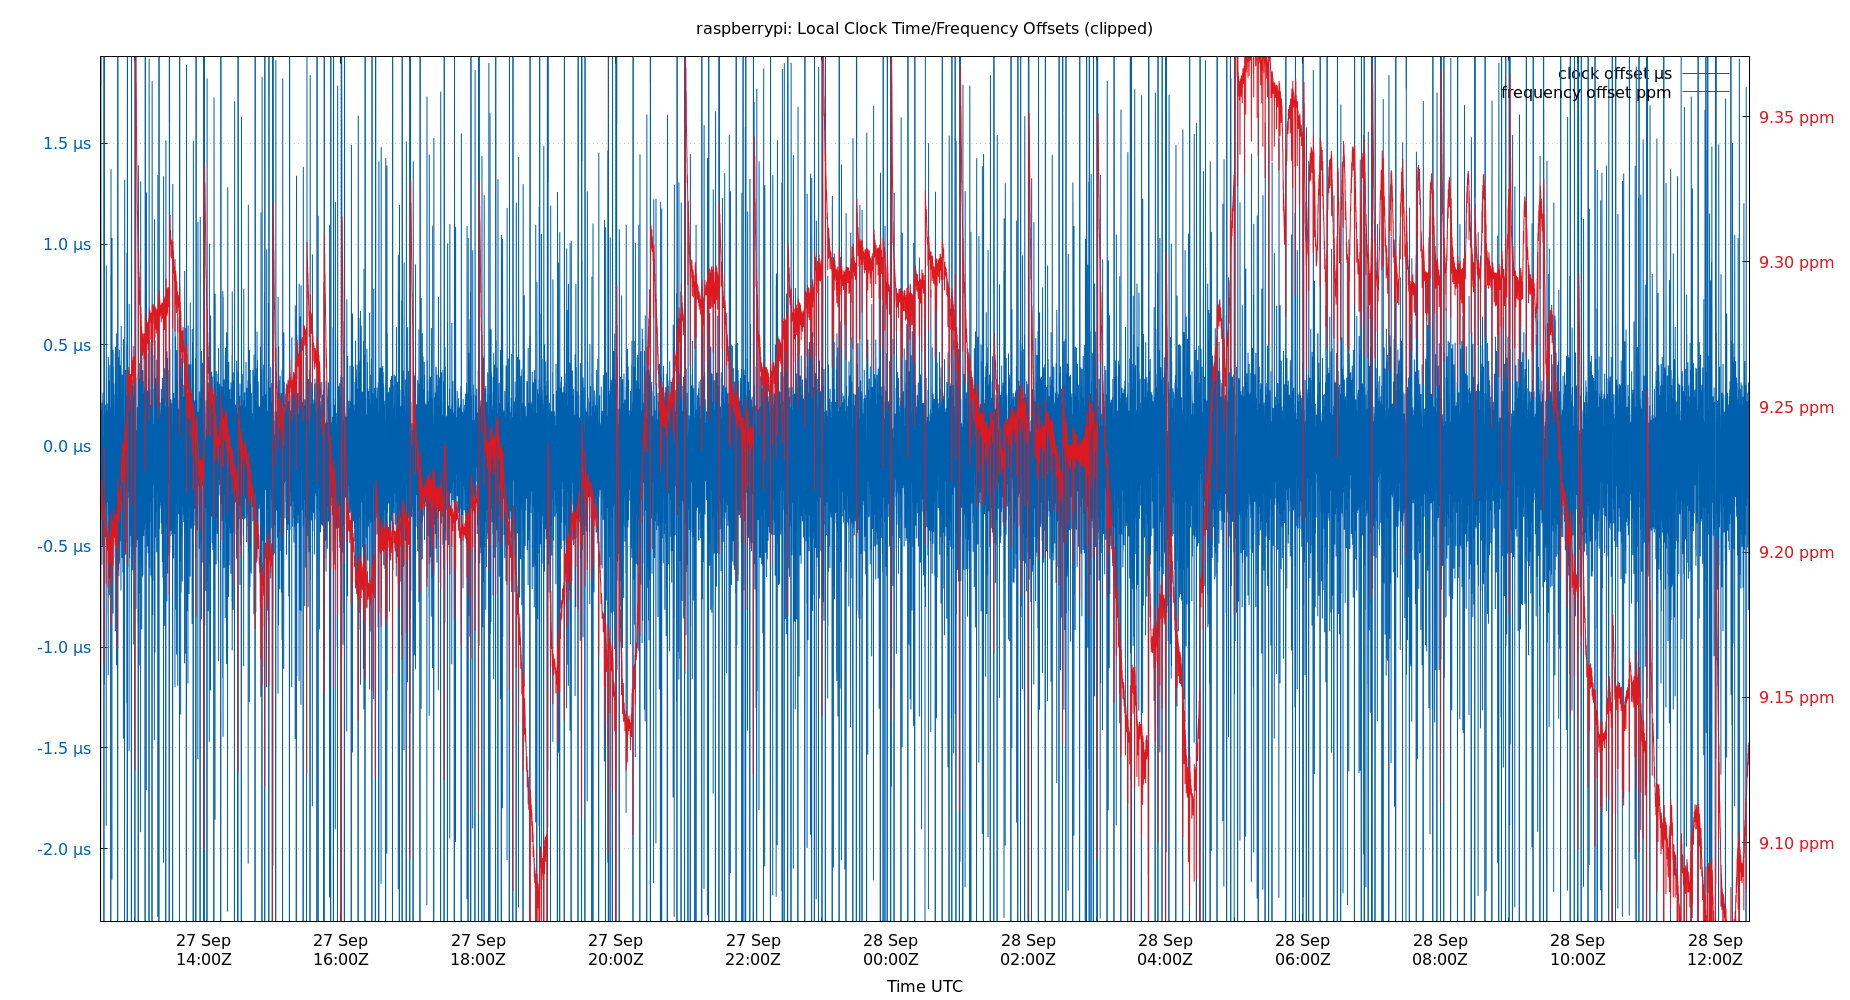 raspberrypi: Local Clock Time/Frequency Offsets (clipped)
clock offset µs
frequency offset ppm
1.5 µs
1.0 µs
0.5 µs
0.0 µs
-0.5 µs
-1.0 µs
-1.5 µs
-2.0 µs
9.35 ppm
9.30 ppm
9.25 ppm
9.20 ppm
9.15 ppm
9.10 ppm
27 Sep 27 Sep 27 Sep 27 Sep 27 Sep 28 Sep 28 Sep 28 Sep 28 Sep 28 Sep 28 Sep 28 Sep
14:00Z 16:00Z 18:00Z 20:00Z 22:00Z 00:00Z 02:00Z 04:00Z 06:00Z 08:00Z 10:00Z 12:00Z
Time UTC